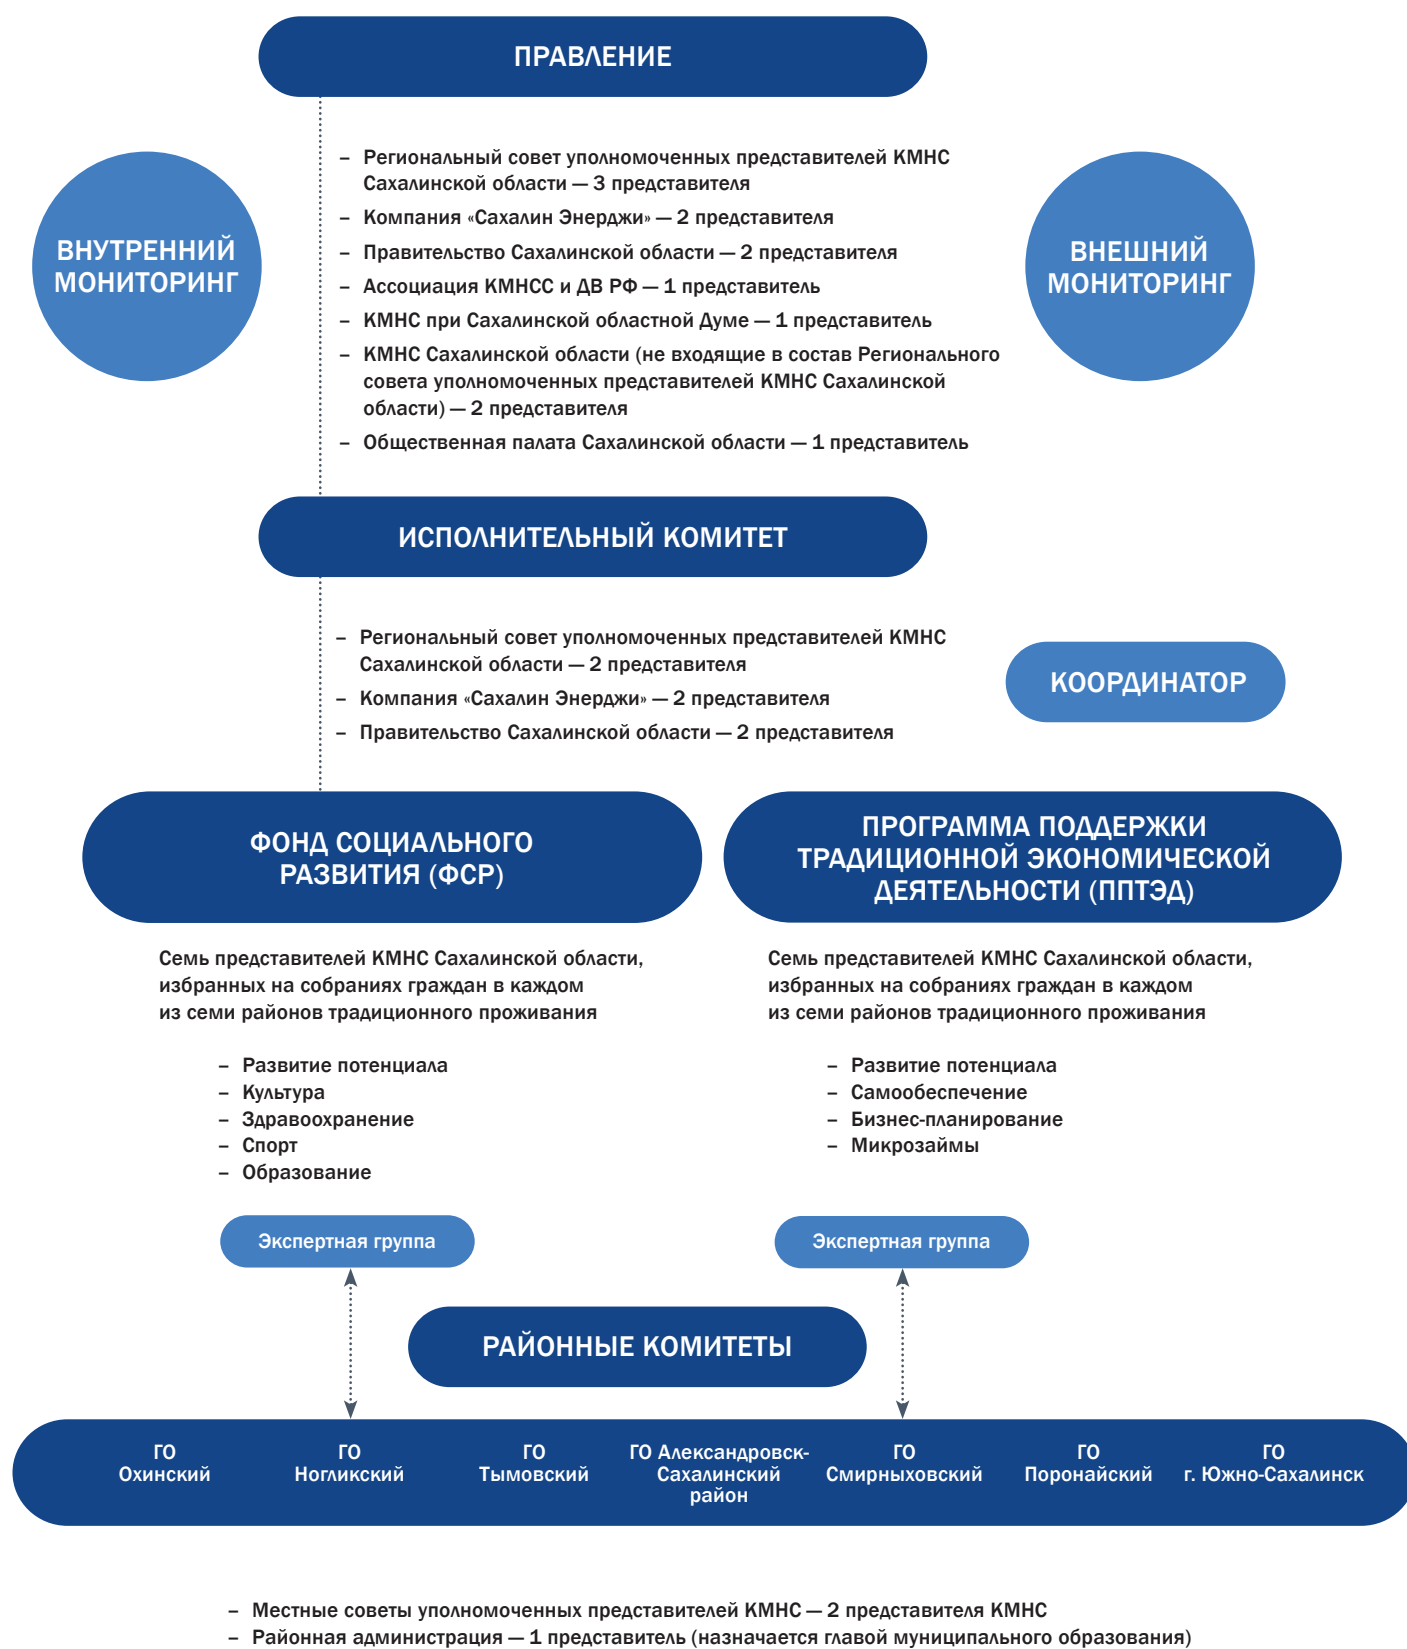 ПРАВЛЕНИЕ
ВНУТРЕННИЙ
МОНИТОРИНГ
– Региональный совет уполномоченных представителей КМНС
Сахалинской области — 3 представителя
– Компания «Сахалин Энерджи» — 2 представителя
– Правительство Сахалинской области — 2 представителя
– Ассоциация КМНСС и ДВ РФ — 1 представитель
– КМНС при Сахалинской областной Думе — 1 представитель
– КМНС Сахалинской области (не входящие в состав Регионального
совета уполномоченных представителей КМНС Сахалинской
области) — 2 представителя
– Общественная палата Сахалинской области — 1 представитель
ВНЕШНИЙ
МОНИТОРИНГ
ИСПОЛНИТЕЛЬНЫЙ КОМИТЕТ
– Региональный совет уполномоченных представителей КМНС
Сахалинской области — 2 представителя
– Компания «Сахалин Энерджи» — 2 представителя
– Правительство Сахалинской области — 2 представителя
КООРДИНАТОР
ФОНД СОЦИАЛЬНОГО
РАЗВИТИЯ (ФСР)
Семь представителей КМНС Сахалинской области,
избранных на собраниях граждан в каждом
из семи районов традиционного проживания
– Развитие потенциала
– Культура
– Здравоохранение
– Спорт
– Образование
Экспертная группа
ПРОГРАММА ПОДДЕРЖКИ
ТРАДИЦИОННОЙ ЭКОНОМИЧЕСКОЙ
ДЕЯТЕЛЬНОСТИ (ППТЭД)
Семь представителей КМНС Сахалинской области,
избранных на собраниях граждан в каждом
из семи районов традиционного проживания
– Развитие потенциала
– Самообеспечение
– Бизнес-планирование
– Микрозаймы
Экспертная группа
РАЙОННЫЕ КОМИТЕТЫ
ГО
Охинский
ГО
Ногликский
ГО
Тымовский
ГО Александровск-
Сахалинский
район
ГО
Смирныховский
ГО
Поронайский
ГО
г. Южно-Сахалинск
– Местные советы уполномоченных представителей КМНС — 2 представителя КМНС
– Районная администрация — 1 представитель (назначается главой муниципального образования)